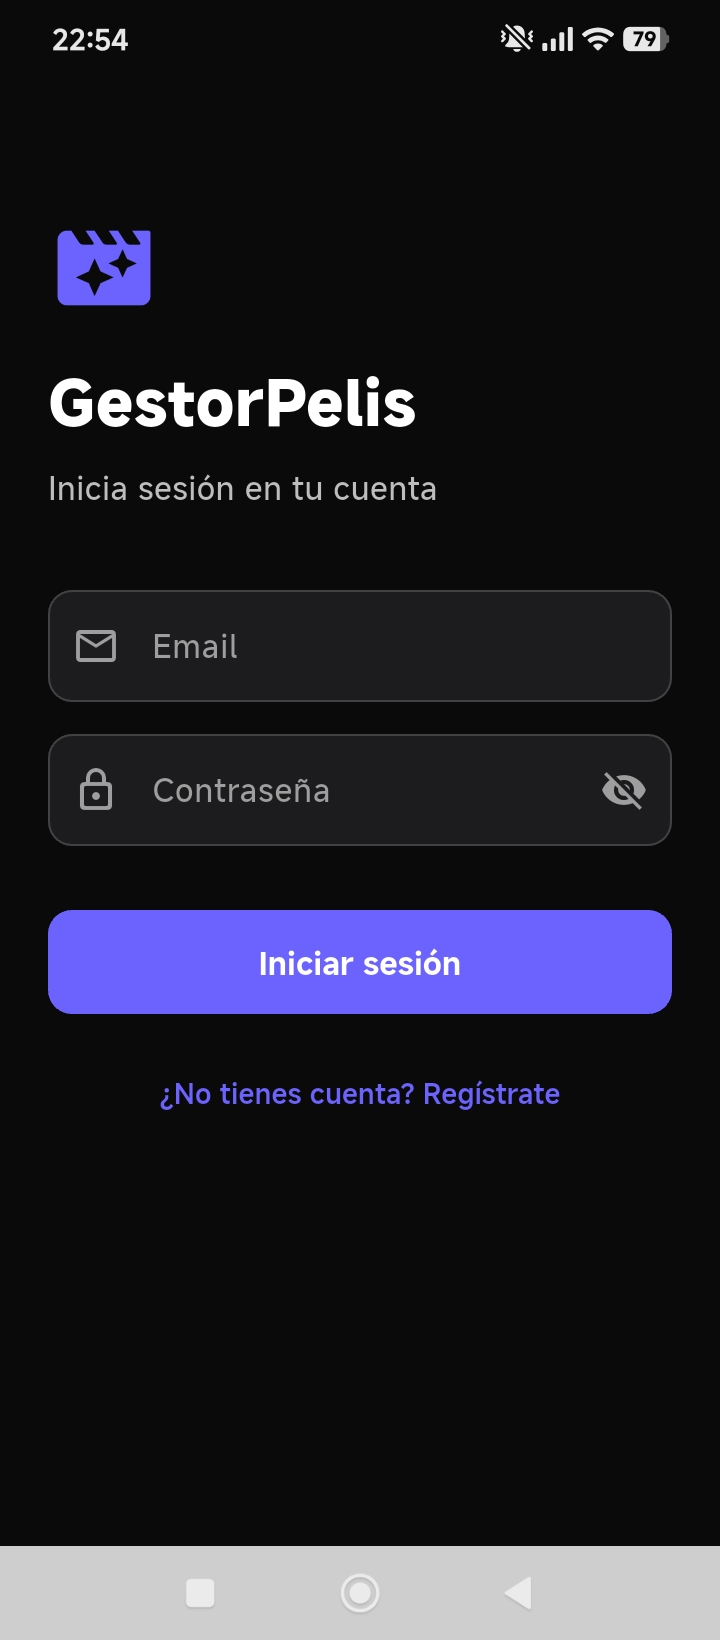 22:54
79
GestorPelis
Inicia sesión en tu cuenta
Email
Contraseña
Iniciar sesión
¿No tienes cuenta? Regístrate